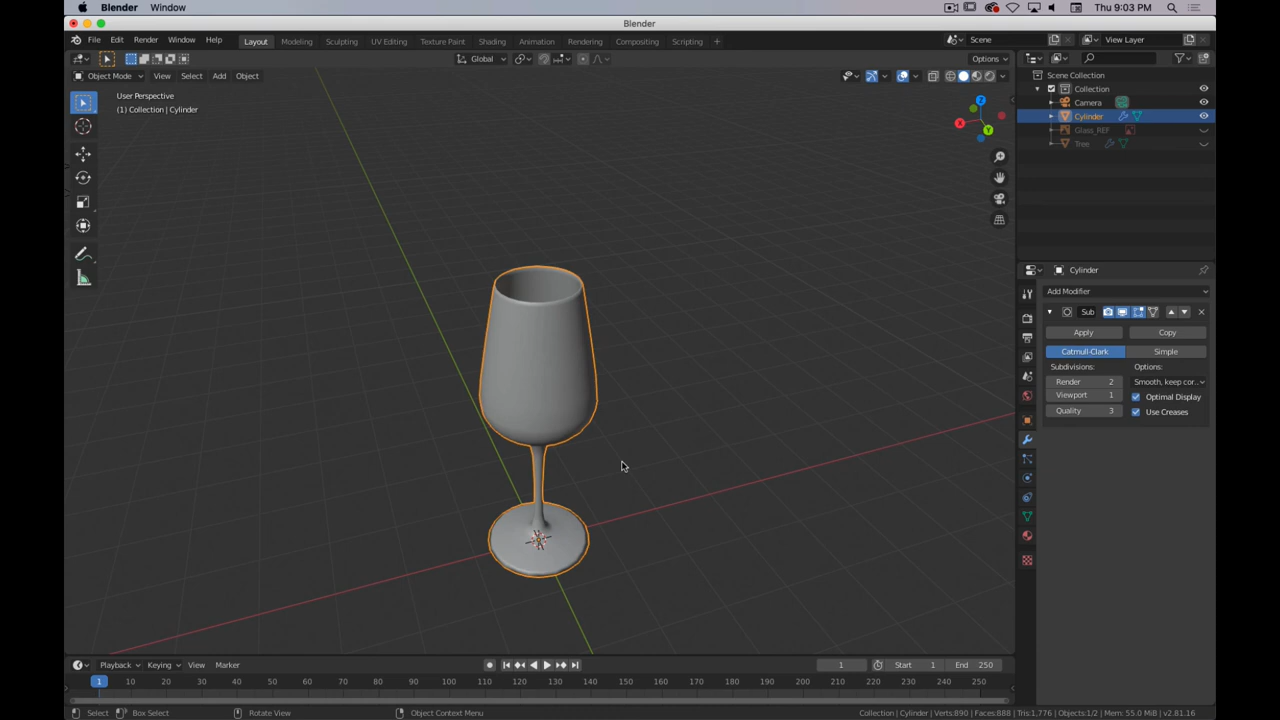 Blender Window Thu 9:03 PM
Blender
File Edit Render Window Help Layout Modeling Sculpting UV Editing Texture Paint Shading Animation Rendering Compositing Scripting + Scene View Layer
Global Options
Object Mode View Select Add Object
User Perspective
(1) Collection | Cylinder
Z
X
Y
Scene Collection
Collection
Camera
Cylinder
Glass_REF
Tree
Cylinder
Add Modifier
Sub
Apply Copy
Catmull-Clark Simple
Subdivisions: Options:
Render 2 Smooth, keep cor...
Viewport 1 Optimal Display
Quality 3 Use Creases
Playback Keying View Marker 1 Start 1 End 250
1 10 20 30 40 50 60 70 80 90 100 110 120 130 140 150 160 170 180 190 200 210 220 230 240 250
Select Box Select Rotate View Object Context Menu Collection | Cylinder | Verts:890 | Faces:888 | Tris:1,776 | Objects:1/2 | Mem: 55.0 MiB | v2.81.16